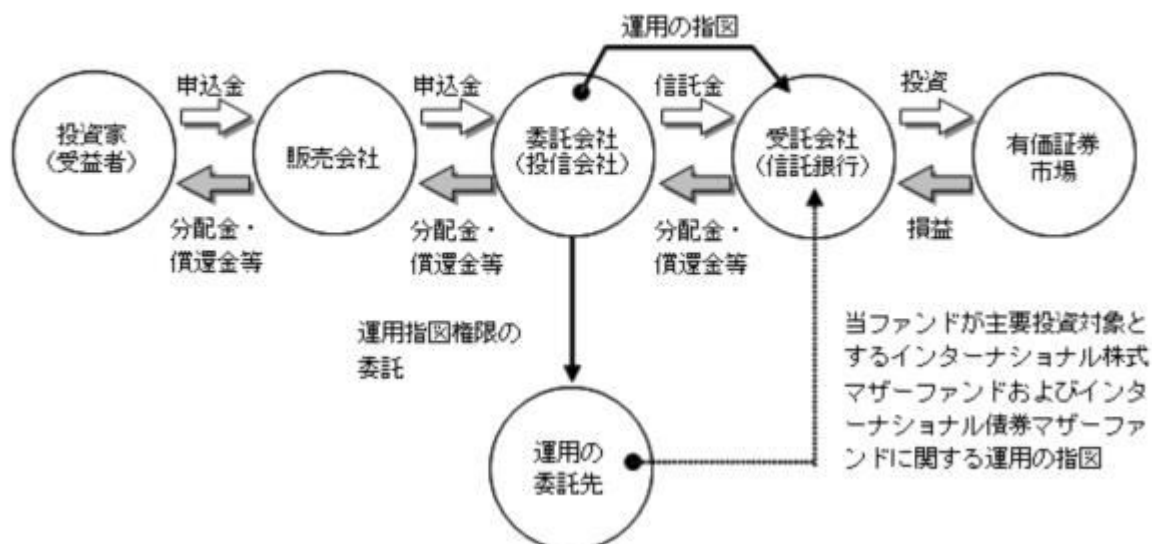 運用の指図
申込金
申込金
信託金
投資
投資家
(受益者)
販売会社
委託会社
(投信会社)
受託会社
(信託銀行)
有価証券
市場
分配金・
償還金等
分配金・
償還金等
分配金・
償還金等
損益
運用指図権限の
委託
当ファンドが主要投資対象と
するインターナショナル株式
マザーファンドおよびインタ
ーナショナル債券マザーファ
ンドに関する運用の指図
運用の
委託先